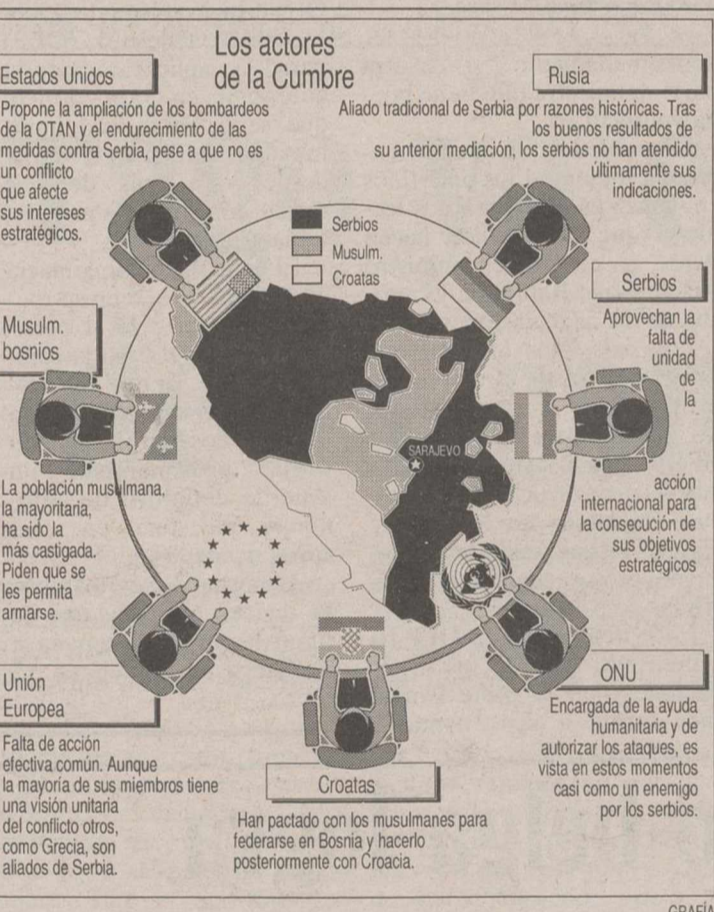 Los actores
de la Cumbre
Estados Unidos
Propone la ampliación de los bombardeos
de la OTAN y el endurecimiento de las
medidas contra Serbia, pese a que no es
un conflicto
que afecte
sus intereses
estratégicos.
Rusia
Aliado tradicional de Serbia por razones históricas. Tras
los buenos resultados de
su anterior mediación, los serbios no han atendido
últimamente sus
indicaciones.
Serbios
Musulm.
Croatas
Musulm.
bosnios
La población musulmana,
la mayoritaria,
ha sido la
más castigada.
Piden que se
les permita
armarse.
Serbios
Aprovechan la
falta de
unidad
de
la
acción
internacional para
la consecución de
sus objetivos
estratégicos
SARAJEVO
Unión
Europea
Falta de acción
efectiva común. Aunque
la mayoría de sus miembros tiene
una visión unitaria
del conflicto otros,
como Grecia, son
aliados de Serbia.
Croatas
Han pactado con los musulmanes para
federarse en Bosnia y hacerlo
posteriormente con Croacia.
ONU
Encargada de la ayuda
humanitaria y de
autorizar los ataques, es
vista en estos momentos
casi como un enemigo
por los serbios.
GRAFÍA